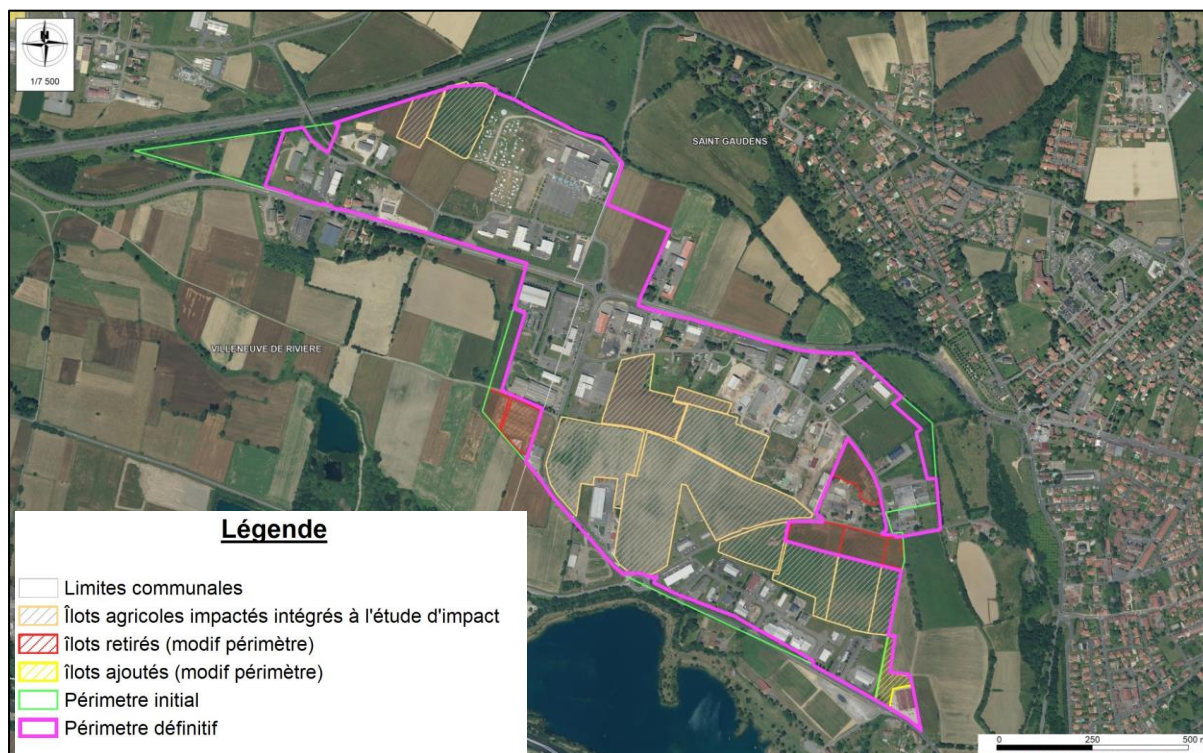 N
1/7 500
SAINT GAUDENS
VILLENEUVE DE RIVIERE
Légende
Limites communales
Îlots agricoles impactés intégrés à l'étude d'impact
îlots retirés (modif périmètre)
îlots ajoutés (modif périmètre)
Périmetre initial
Périmetre définitif
0 250 500